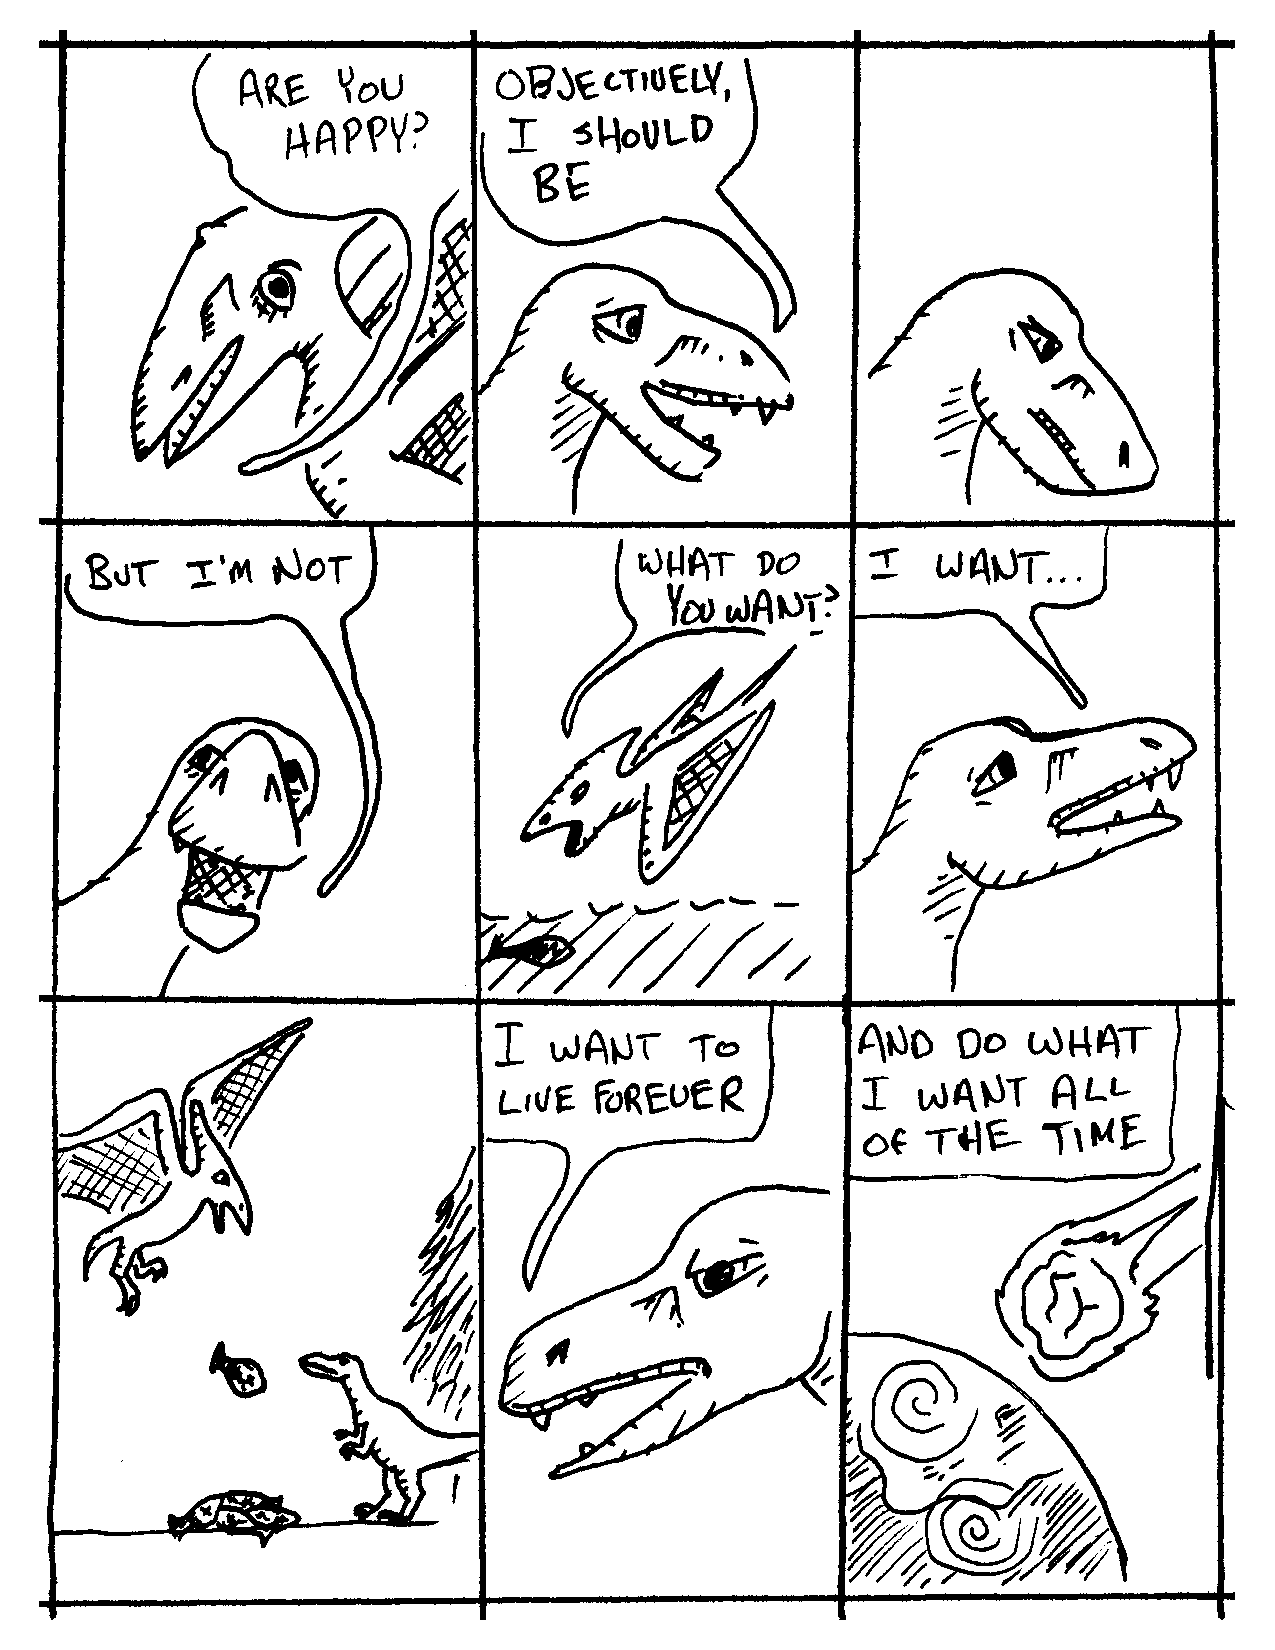 ARE YOU
HAPPY?
OBJECTIVELY,
I SHOULD
BE
BUT I'M NOT
WHAT DO
YOU WANT?
I WANT...
I WANT TO
LIVE FOREVER
AND DO WHAT
I WANT ALL
OF THE TIME